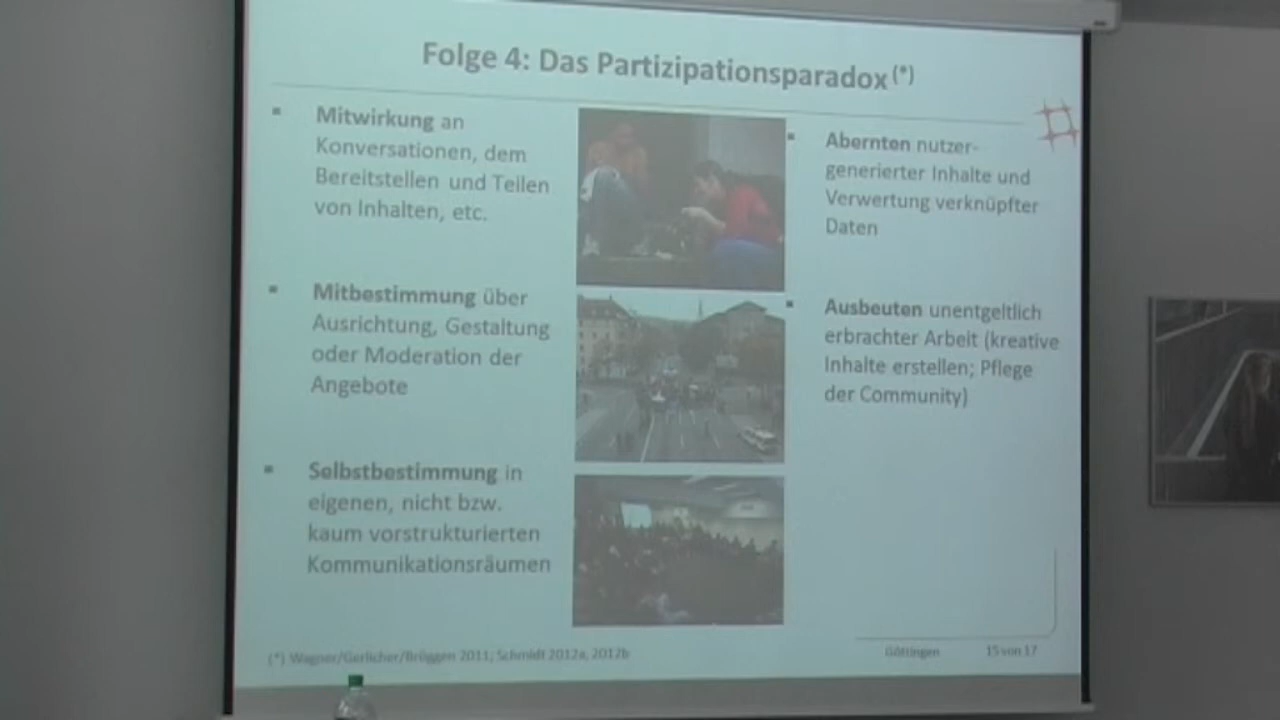 Folge 4: Das Partizipationsparadox (*)
Mitwirkung an
Konversationen, dem
Bereitstellen und Teilen
von Inhalten, etc.
Mitbestimmung über
Ausrichtung, Gestaltung
oder Moderation der
Angebote
Selbstbestimmung in
eigenen, nicht bzw.
kaum vorstrukturierten
Kommunikationsräumen
Abernten nutzer-
generierter Inhalte und
Verwertung verknüpfter
Daten
Ausbeuten unentgeltlich
erbrachter Arbeit (kreative
Inhalte erstellen; Pflege
der Community)
(*) Wagner/Gerlicher/Brüggen 2011; Schmidt 2012a, 2012b
Göttingen
15 von 17